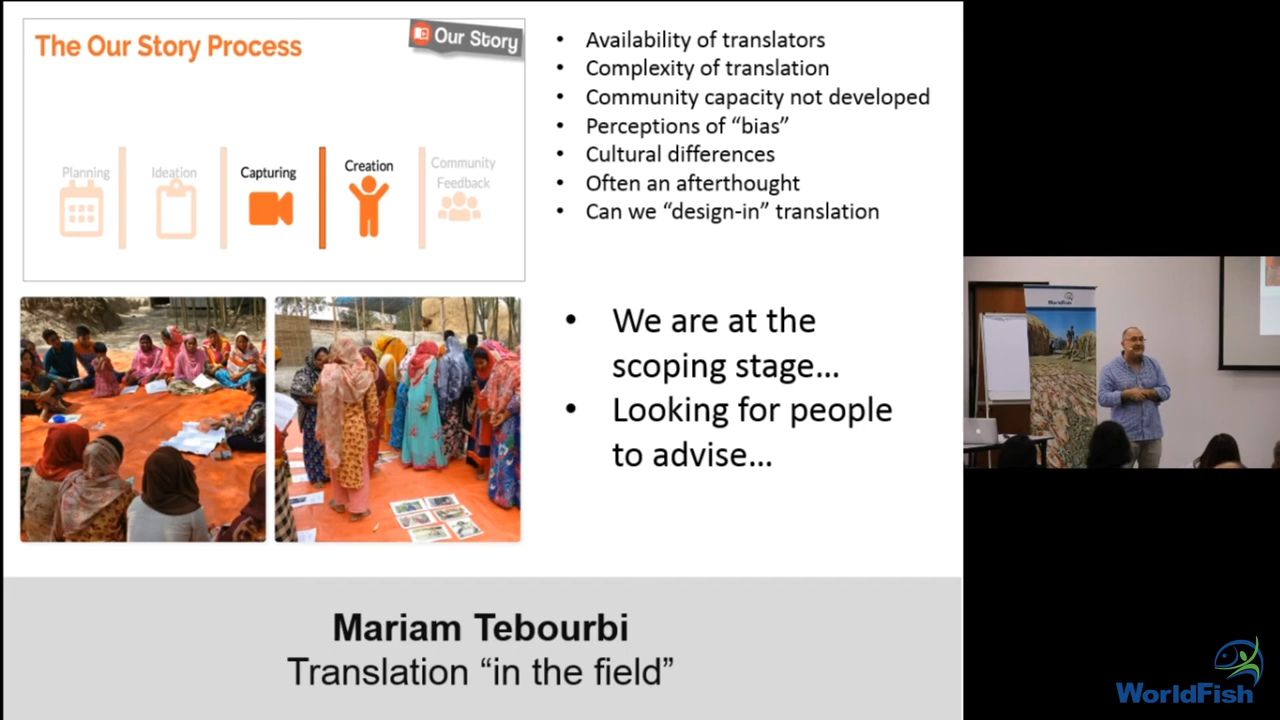 The Our Story Process
Our Story
Planning
Ideation
Capturing
Creation
Community
Feedback
• Availability of translators
• Complexity of translation
• Community capacity not developed
• Perceptions of “bias”
• Cultural differences
• Often an afterthought
• Can we “design-in” translation
• We are at the
scoping stage...
• Looking for people
to advise...
Mariam Tebourbi
Translation “in the field”
WorldFish
WorldFish